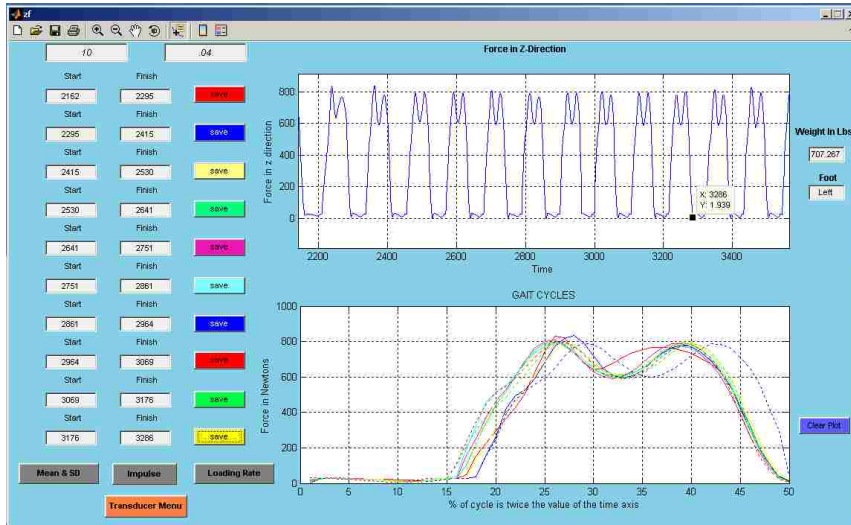 zf
10 .04
Start Finish
2162 2295 save
Start Finish
2295 2415 save
Start Finish
2415 2530 save
Start Finish
2530 2641 save
Start Finish
2641 2751 save
Start Finish
2751 2861 save
Start Finish
2861 2964 save
Start Finish
2964 3069 save
Start Finish
3069 3176 save
Start Finish
3176 3286 save
Mean & SD Impulse Loading Rate
Transducer Menu
Force in Z-Direction
Force in z direction
800
600
400
200
0
X: 3286
Y: 1.939
2200 2400 2600 2800 3000 3200 3400
Time
Weight In Lbs
707.267
Foot
Left
GAIT CYCLES
Force in Newtons
1000
800
600
400
200
0
0 5 10 15 20 25 30 35 40 45 50
% of cycle is twice the value of the time axis
Clear Plot